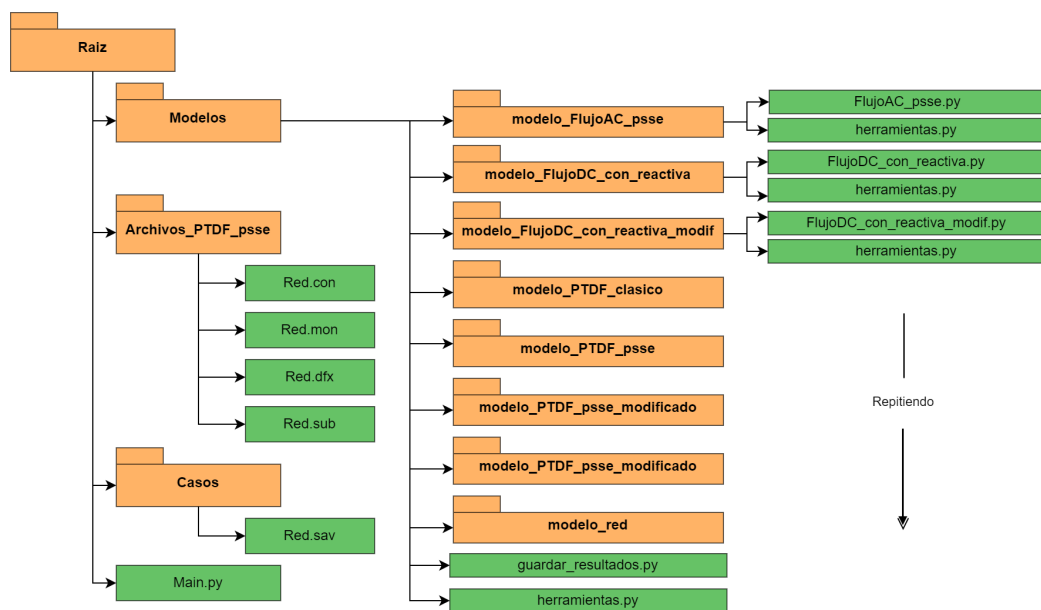 Raiz
Modelos
Archivos_PTDF_psse
Red.con
Red.mon
Red.dfx
Red.sub
Casos
Red.sav
Main.py
modelo_FlujoAC_psse
modelo_FlujoDC_con_reactiva
modelo_FlujoDC_con_reactiva_modif
modelo_PTDF_clasico
modelo_PTDF_psse
modelo_PTDF_psse_modificado
modelo_PTDF_psse_modificado
modelo_red
guardar_resultados.py
herramientas.py
FlujoAC_psse.py
herramientas.py
FlujoDC_con_reactiva.py
herramientas.py
FlujoDC_con_reactiva_modif.py
herramientas.py
Repitiendo